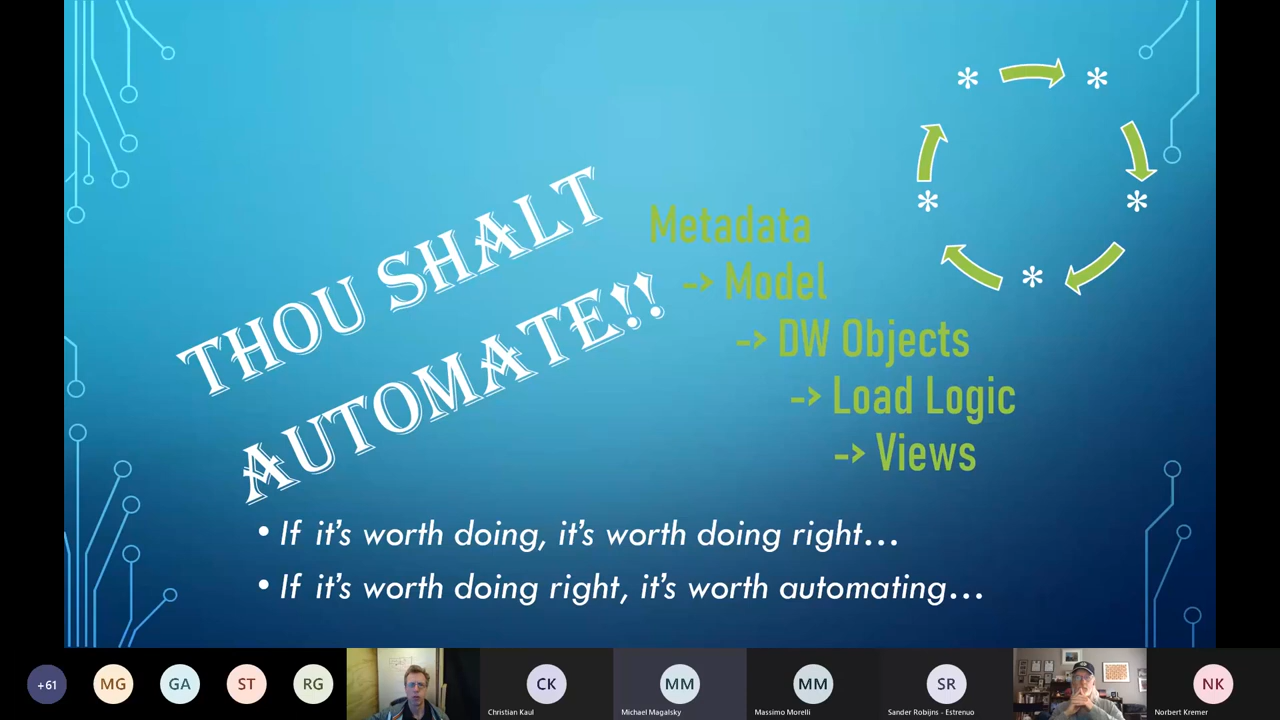 * *
* *
*
THOU SHALT
AUTOMATE!!
Metadata
-> Model
-> DW Objects
-> Load Logic
-> Views
• If it's worth doing, it's worth doing right...
• If it's worth doing right, it's worth automating...
+61 MG GA ST RG CK MM MM SR NK
Christian Kaul Michael Magalsky Massimo Morelli Sander Robijns - Estrenuo Norbert Kremer